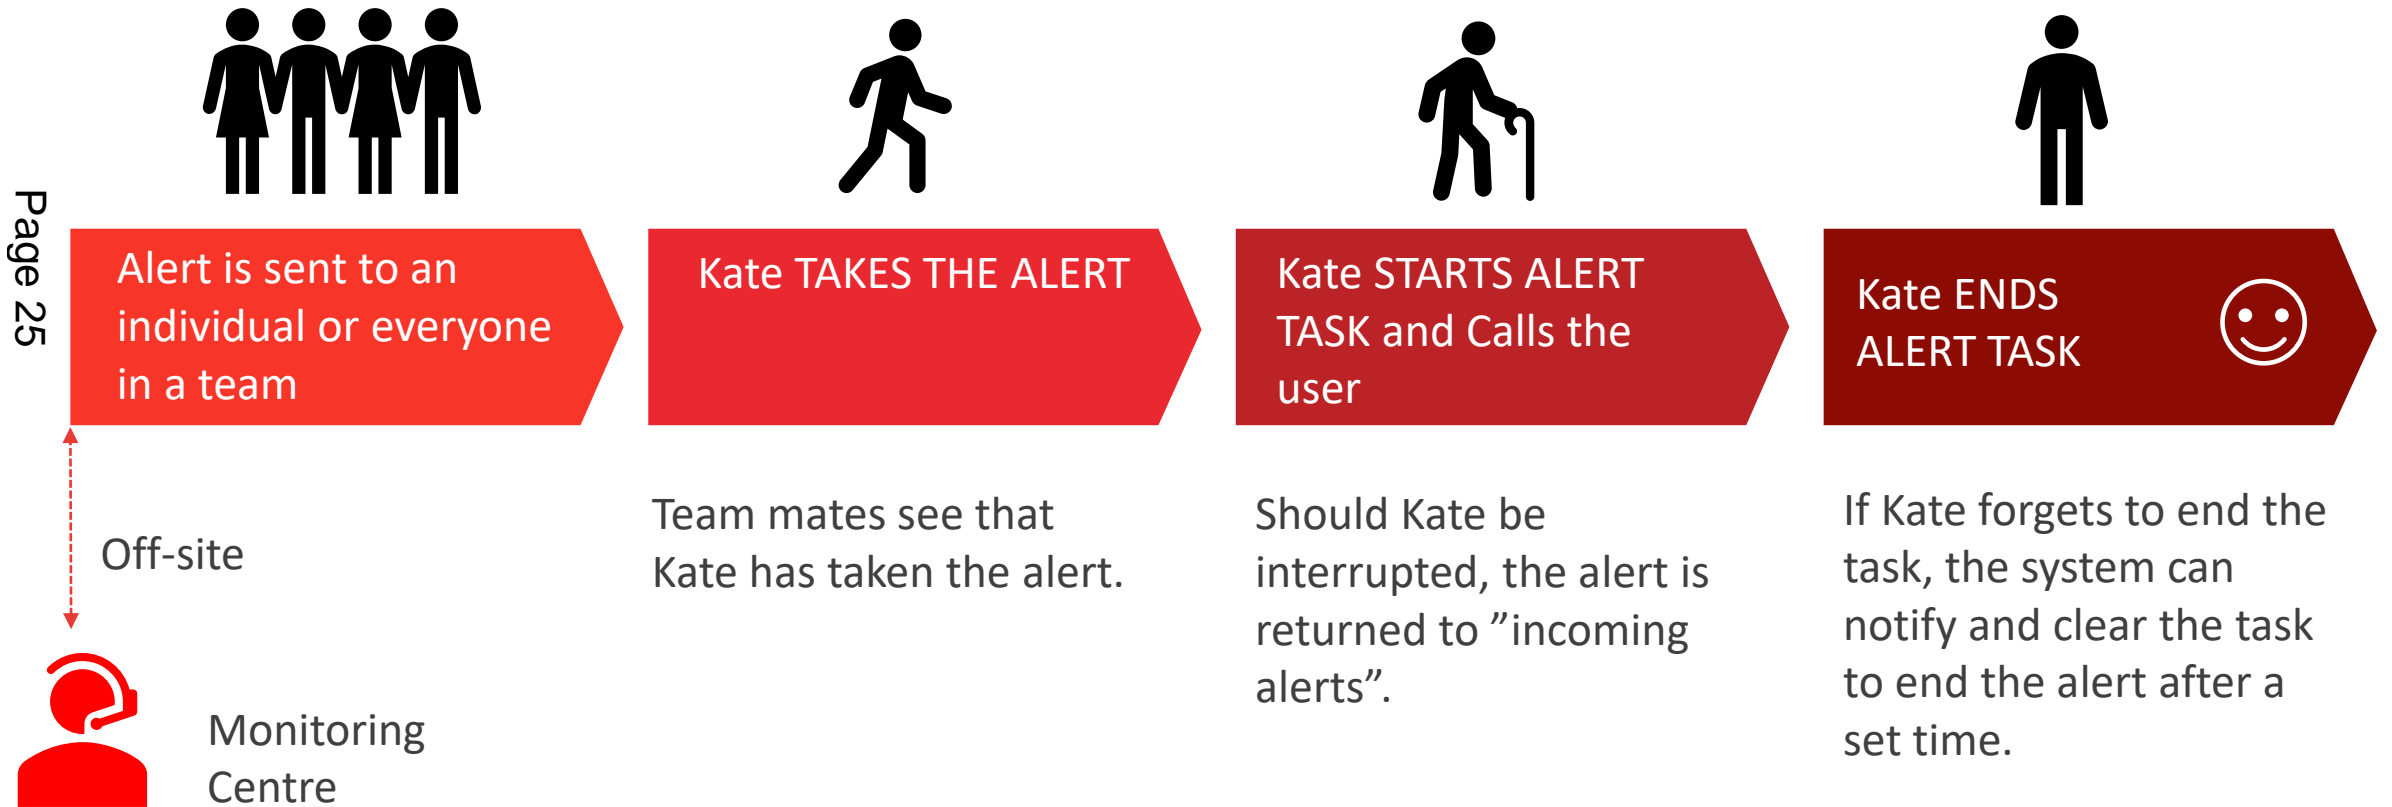 Page 25
Alert is sent to an
individual or everyone
in a team
Kate TAKES THE ALERT
Kate STARTS ALERT
TASK and Calls the
user
Kate ENDS
ALERT TASK
Off-site
Monitoring
Centre
Team mates see that
Kate has taken the alert.
Should Kate be
interrupted, the alert is
returned to ”incoming
alerts”.
If Kate forgets to end the
task, the system can
notify and clear the task
to end the alert after a
set time.